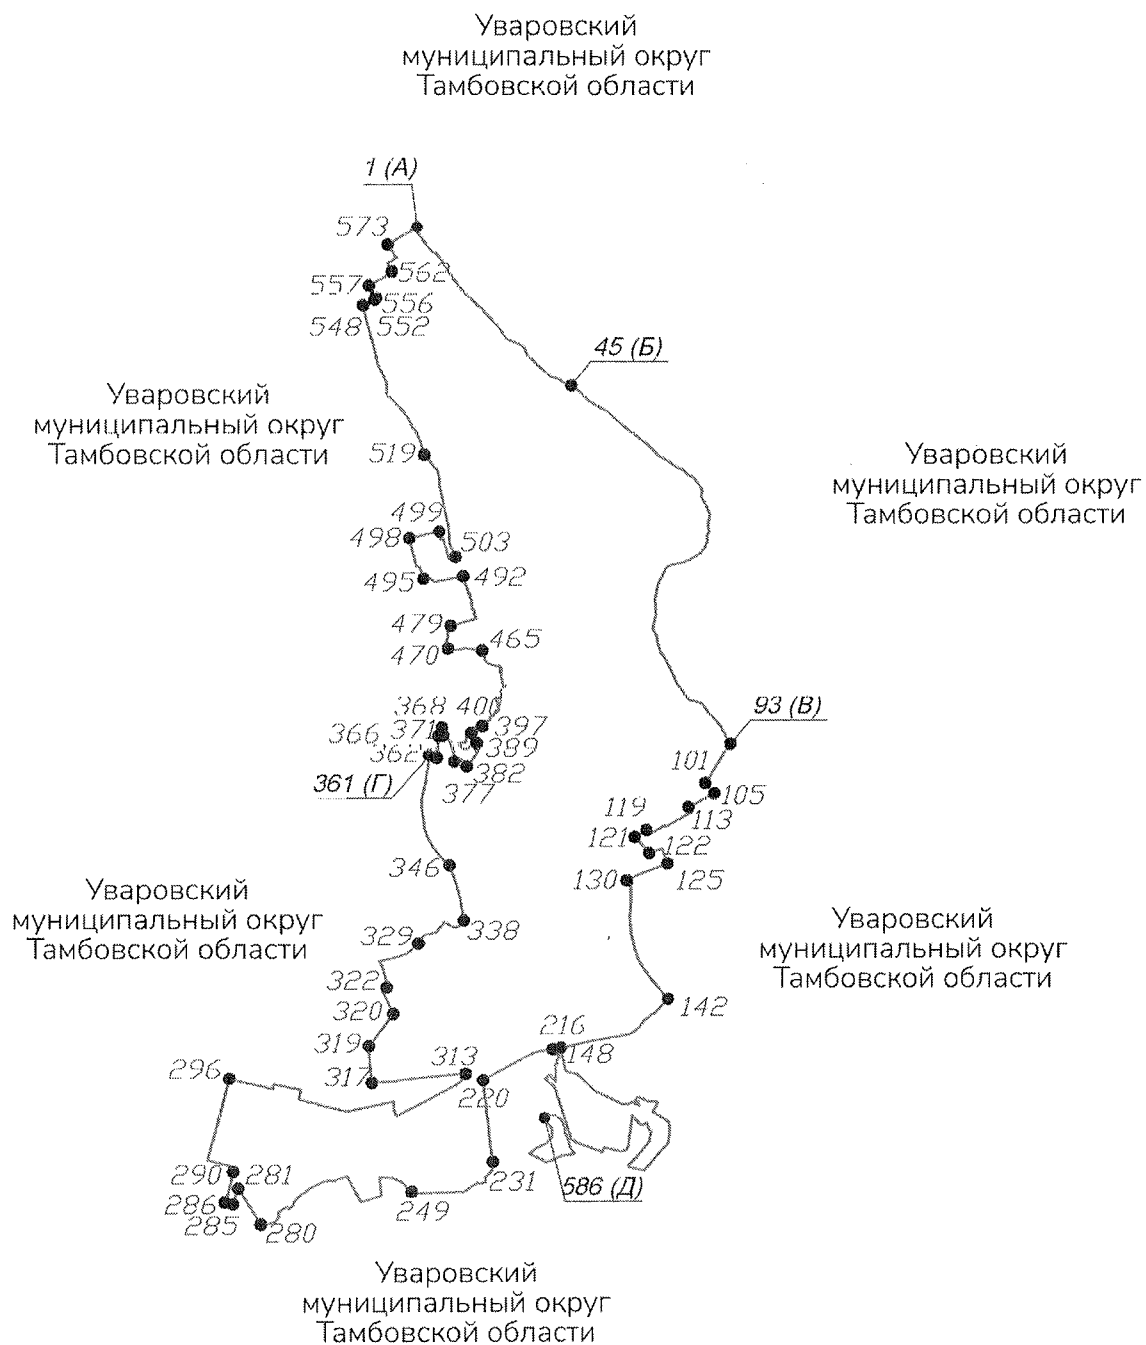 Уваровский
муниципальный округ
Тамбовской области
1 (А)
573
562
557
556
548
552
45 (Б)
Уваровский
муниципальный округ
Тамбовской области
519
Уваровский
муниципальный округ
Тамбовской области
499
498
503
495
492
479
465
470
368
400
93 (В)
366
371
397
389
362
382
361 (Г)
377
101
105
119
113
121
122
346
130
125
Уваровский
муниципальный округ
Тамбовской области
338
329
Уваровский
муниципальный округ
Тамбовской области
322
320
142
319
216
313
148
296
317
220
290
281
231
586 (Д)
286
249
285
280
Уваровский
муниципальный округ
Тамбовской области